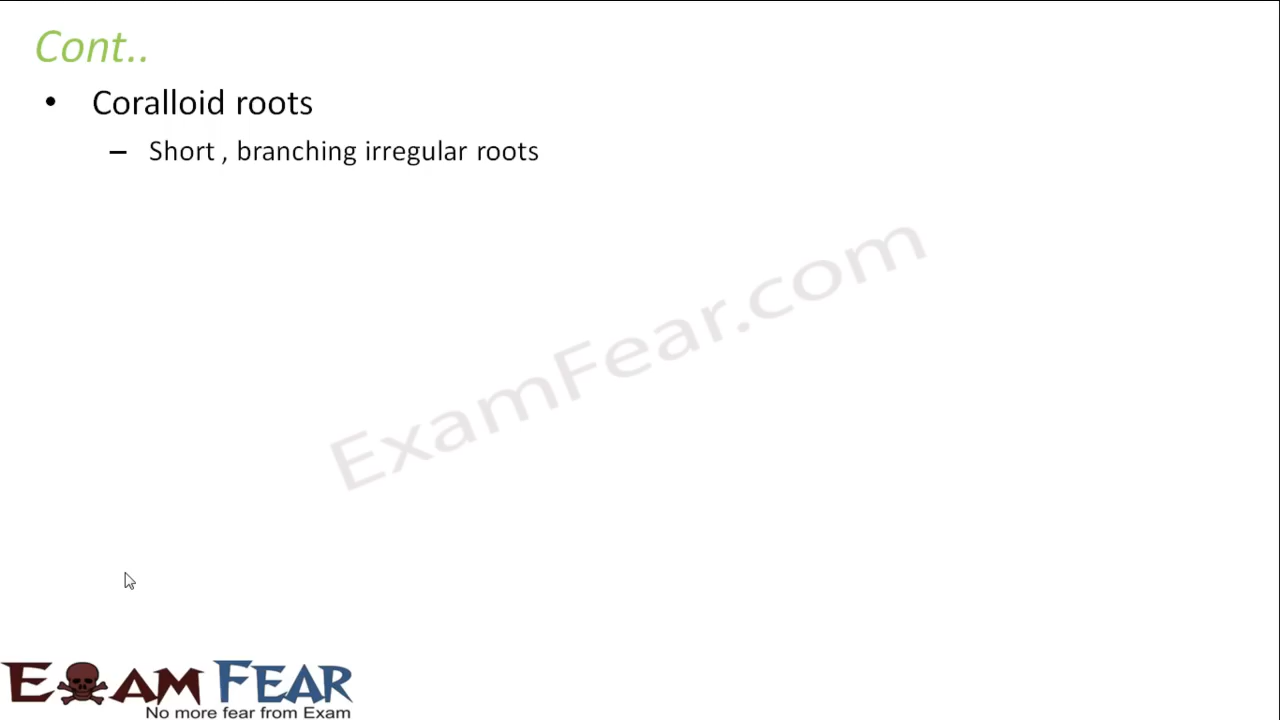 Cont..
• Coralloid roots
– Short , branching irregular roots
ExamFear.com
EXAM FEAR
No more fear from Exam